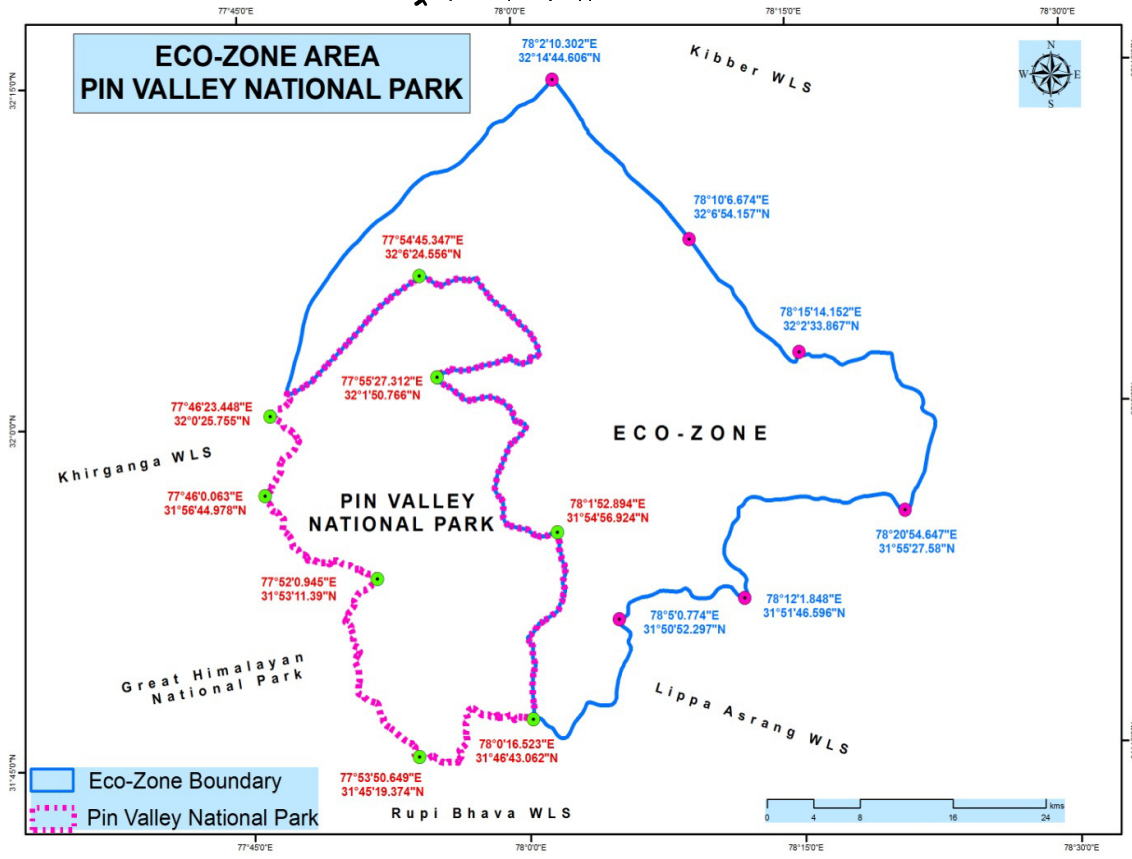 77°45'0"E
78°0'0"E
78°15'0"E
78°30'0"E
ECO-ZONE AREA
PIN VALLEY NATIONAL PARK
78°2'10.302"E
32°14'44.606"N
Kibber WLS
N
W E
S
32°15'0"N
78°10'6.674"E
32°6'54.157"N
77°54'45.347"E
32°6'24.556"N
78°15'14.152"E
32°2'33.867"N
77°55'27.312"E
32°1'50.766"N
77°46'23.448"E
32°0'25.755"N
32°0'0"N
ECO-ZONE
Khirganga WLS
77°46'0.063"E
31°56'44.978"N
PIN VALLEY
NATIONAL PARK
78°1'52.894"E
31°54'56.924"N
78°20'54.647"E
31°55'27.58"N
77°52'0.945"E
31°53'11.39"N
78°12'1.848"E
31°51'46.596"N
78°5'0.774"E
31°50'52.297"N
Great Himalayan
National Park
Lippa Asrang WLS
78°0'16.523"E
31°46'43.062"N
77°53'50.649"E
31°45'19.374"N
31°45'0"N
Eco-Zone Boundary
Pin Valley National Park
Rupi Bhava WLS
kms
0 4 8 16 24
77°45'0"E
78°0'0"E
78°15'0"E
78°30'0"E